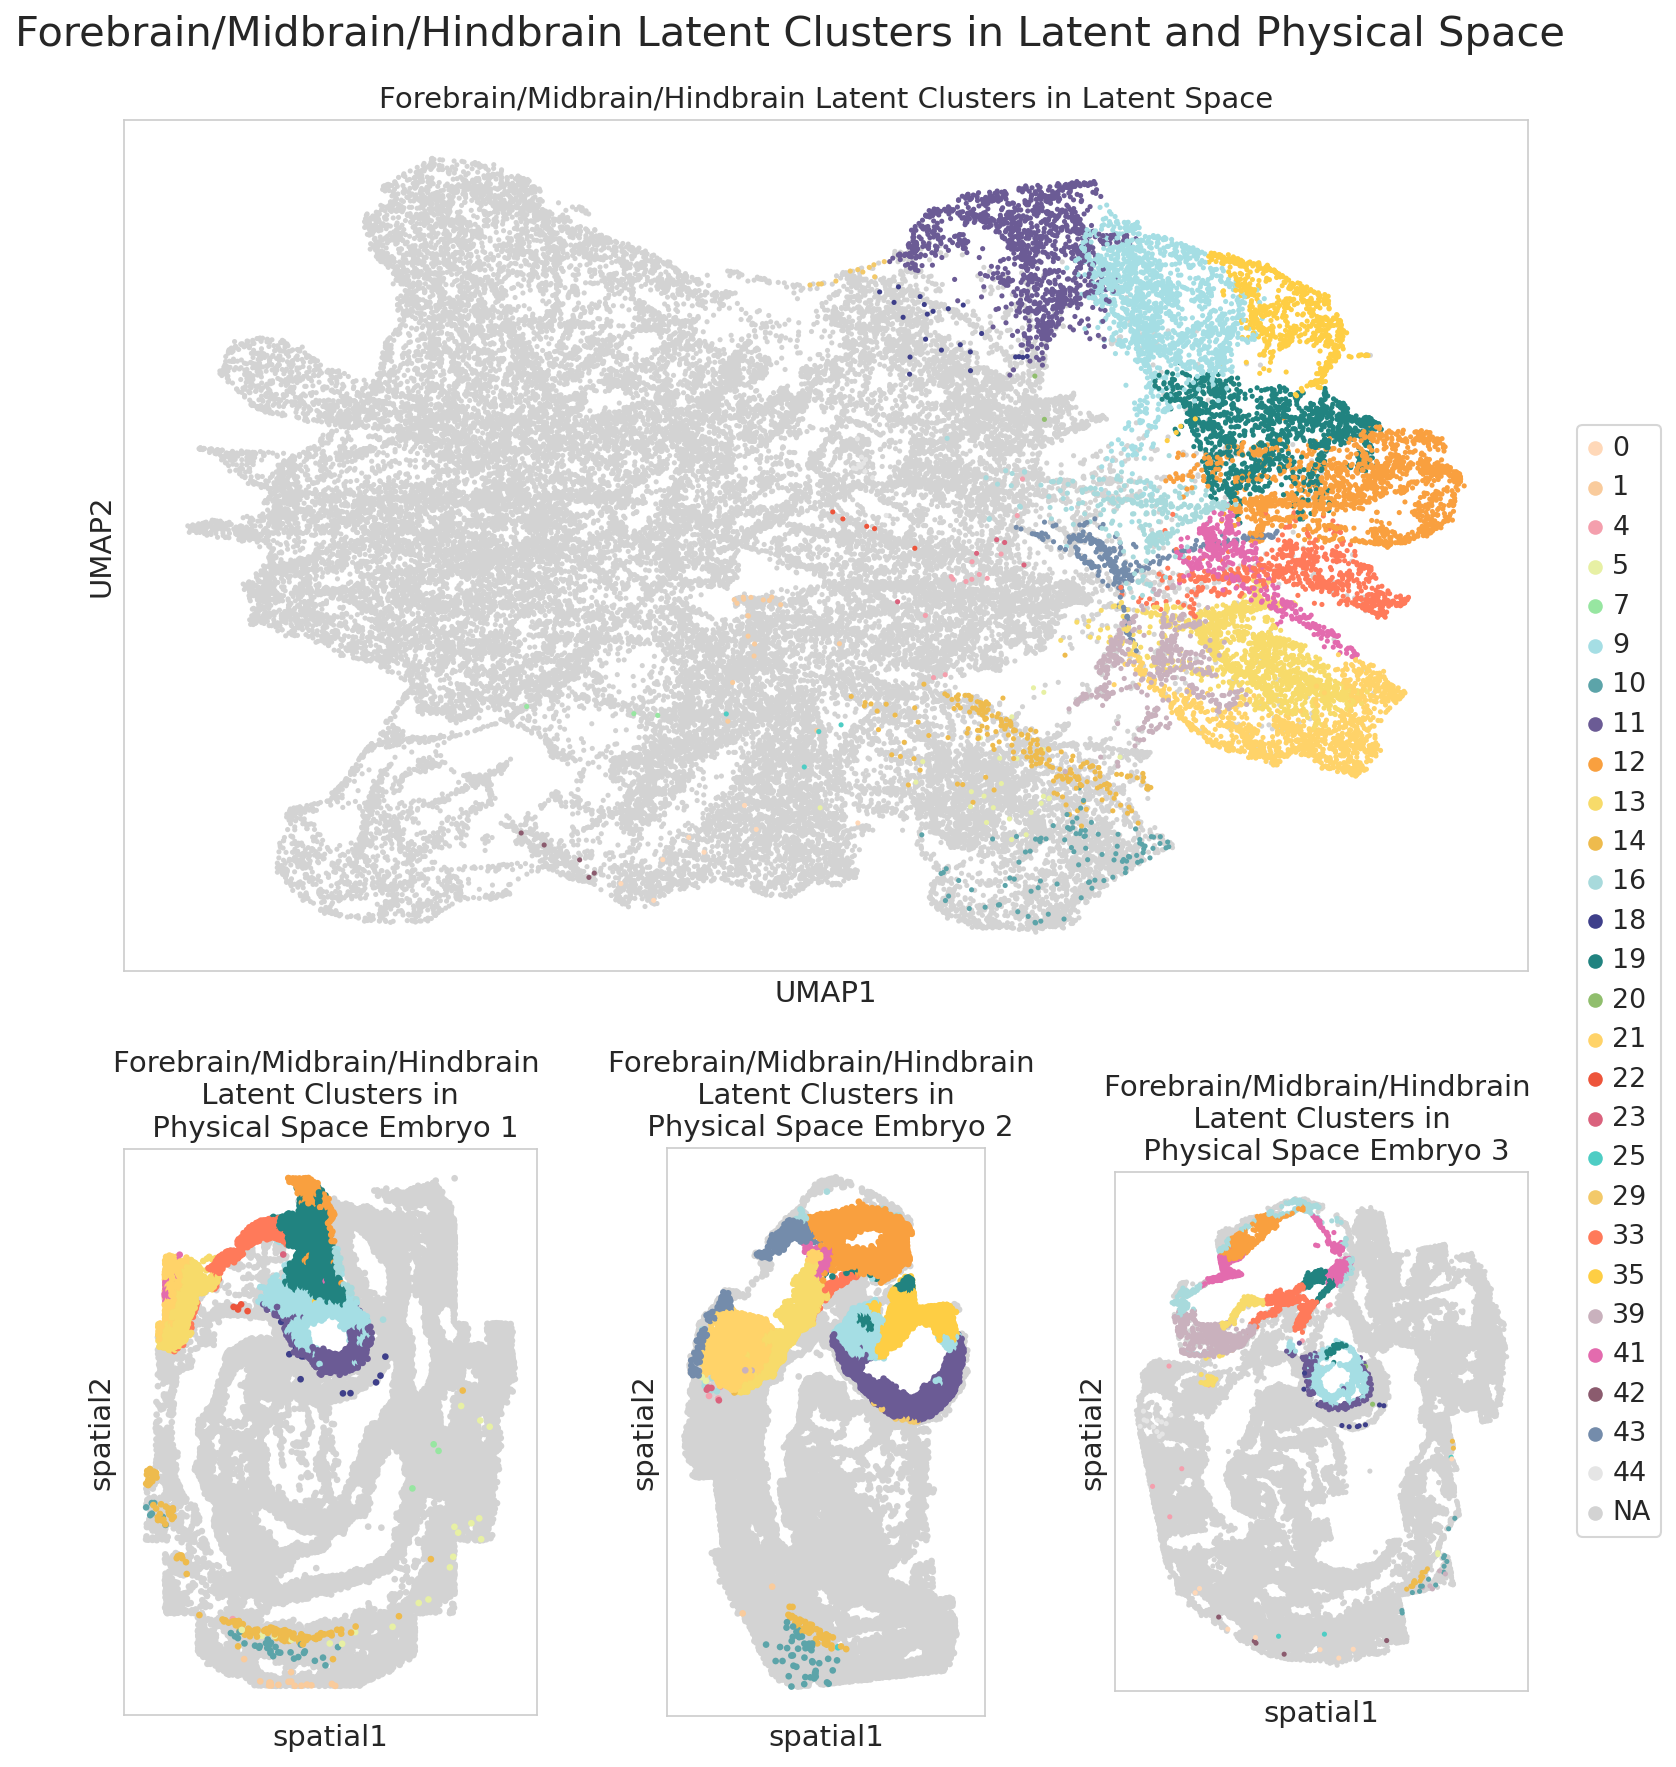 Forebrain/Midbrain/Hindbrain Latent Clusters in Latent and Physical Space
Forebrain/Midbrain/Hindbrain Latent Clusters in Latent Space
UMAP2
UMAP1
0
1
4
5
7
9
10
11
12
13
14
16
18
19
20
21
22
23
25
29
33
35
39
41
42
43
44
NA
Forebrain/Midbrain/Hindbrain
Latent Clusters in
Physical Space Embryo 1
spatial2
spatial1
Forebrain/Midbrain/Hindbrain
Latent Clusters in
Physical Space Embryo 2
spatial2
spatial1
Forebrain/Midbrain/Hindbrain
Latent Clusters in
Physical Space Embryo 3
spatial2
spatial1